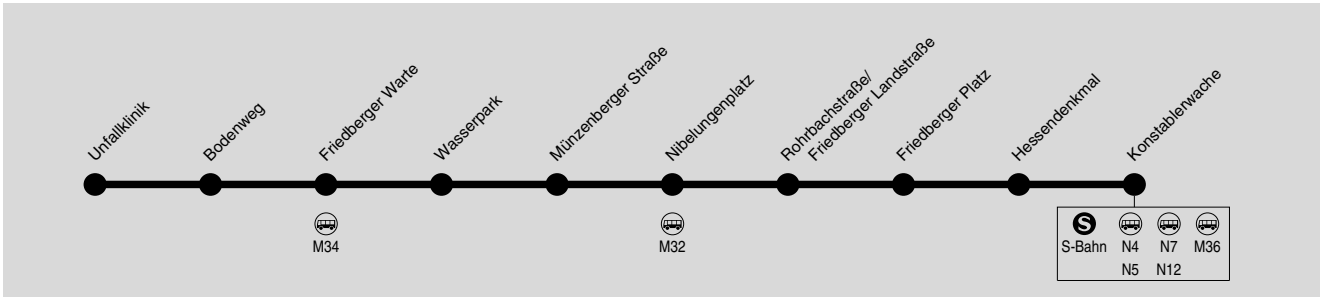 Unfallklinik
Bodenweg
Friedberger Warte
Wasserpark
Münzenberger Straße
Nibelungenplatz
Rohrbachstraße/
Friedberger Landstraße
Friedberger Platz
Hessendenkmal
Konstablerwache
M34
M32
S
S-Bahn N4 N7 M36
N5 N12